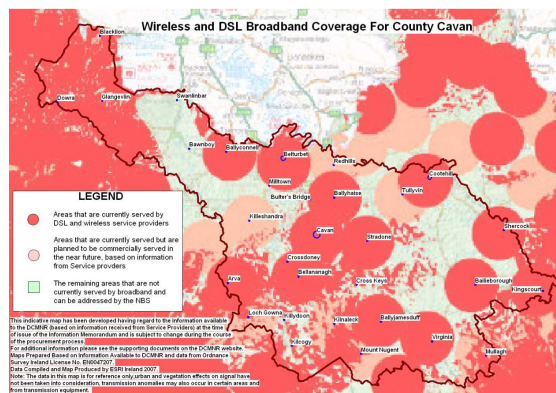 Wireless and DSL Broadband Coverage For County Cavan
Blacklion
Dowra
Glangevlin
Swanlinbar
Bawnboy
Ballyconnell
Belturbet
Redhills
Cootehill
Milltown
Ballyhaise
Tullyvin
Butler's Bridge
Killeshandra
Cavan
Stradone
Shercock
Crossdoney
Bellananagh
Cross Keys
Bailieborough
Kingscourt
Arva
Loch Gowna
Killydoon
Kilnaleck
Ballyjamesduff
Kilcogy
Virginia
Mount Nugent
Mullagh
LEGEND
Areas that are currently served by
DSL and wireless service providers
Areas that are currently served but are
planned to be commercially served in
the near future, based on information
from Service providers
The remaining areas that are not
currently served by broadband and
can be addressed by the NBS
This indicative map has been developed having regard to the information available
to the DCMNR (based on information received from Service Providers) at the time
of issue of the Information Memorandum and is subject to change during the course
of the procurement process.
For additional information please see the supporting documents on the DCMNR website.
Maps Prepared Based on Information Available to DCMNR and data from Ordnance
Survey Ireland,License No. EN0047207.
Data Compiled and Map Produced by ESRI Ireland 2007.
Note: The data in this map is for reference only,urban and vegetation effects on signal have
not been taken into consideration, transmission anomalies may also occur in certain areas and
from transmission equipment.